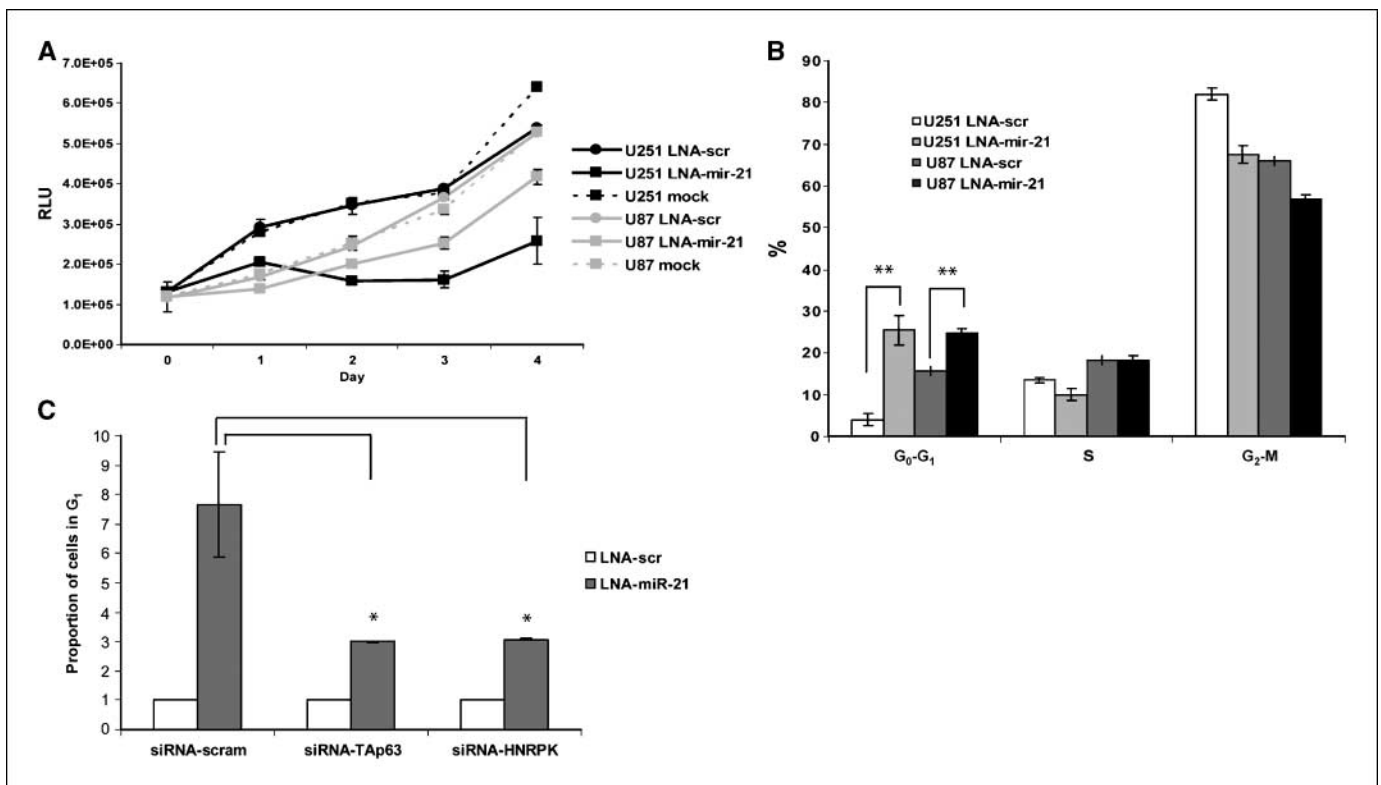 A
7.0E+05
6.0E+05
5.0E+05
4.0E+05
3.0E+05
2.0E+05
1.0E+05
0.0E+00
RLU
0 1 2 3 4
Day
U251 LNA-scr
U251 LNA-mir-21
U251 mock
U87 LNA-scr
U87 LNA-mir-21
U87 mock
B
90
80
70
60
50
40
30
20
10
0
%
U251 LNA-scr
U251 LNA-mir-21
U87 LNA-scr
U87 LNA-mir-21
** **
G₀-G₁ S G₂-M
C
10
9
8
7
6
5
4
3
2
1
0
Proportion of cells in G₁
* *
siRNA-scram siRNA-TAp63 siRNA-HNRPK
LNA-scr
LNA-miR-21